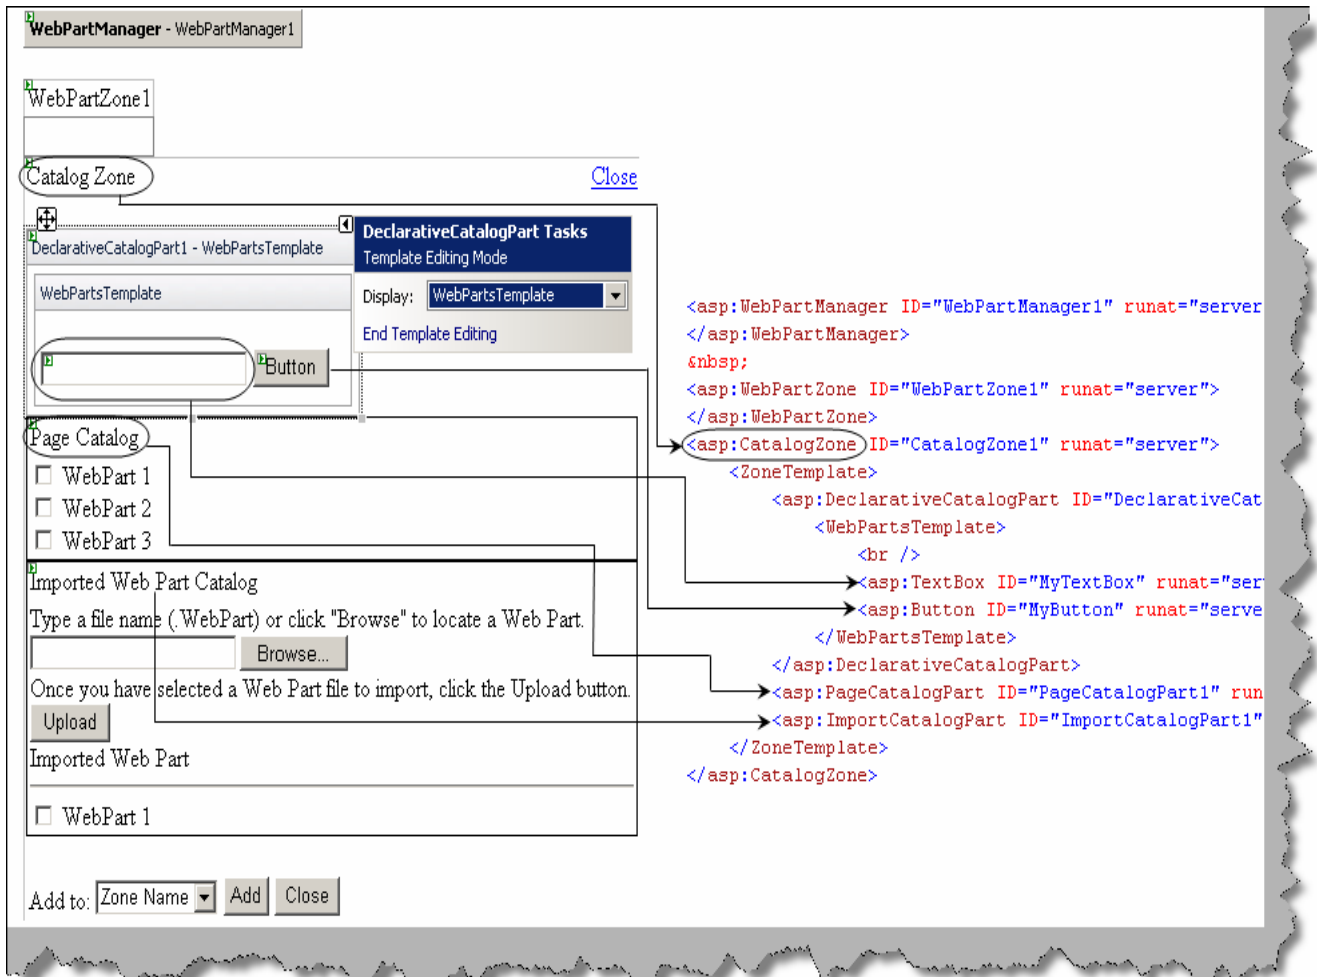 WebPartManager - WebPartManager1
WebPartZone1
Catalog Zone
Close
DeclarativeCatalogPart1 - WebPartsTemplate
WebPartsTemplate
Button
DeclarativeCatalogPart Tasks
Template Editing Mode
Display: WebPartsTemplate
End Template Editing
Page Catalog
WebPart 1
WebPart 2
WebPart 3
Imported Web Part Catalog
Type a file name (.WebPart) or click "Browse" to locate a Web Part.
Browse...
Once you have selected a Web Part file to import, click the Upload button.
Upload
Imported Web Part
WebPart 1
Add to: Zone Name Add Close
<asp:WebPartManager ID="WebPartManager1" runat="server
</asp:WebPartManager>
&nbsp;
<asp:WebPartZone ID="WebPartZone1" runat="server">
</asp:WebPartZone>
<asp:CatalogZone ID="CatalogZone1" runat="server">
<ZoneTemplate>
<asp:DeclarativeCatalogPart ID="DeclarativeCat
<WebPartsTemplate>
<br />
<asp:TextBox ID="MyTextBox" runat="ser
<asp:Button ID="MyButton" runat="serve
</WebPartsTemplate>
</asp:DeclarativeCatalogPart>
<asp:PageCatalogPart ID="PageCatalogPart1" run
<asp:ImportCatalogPart ID="ImportCatalogPart1"
</ZoneTemplate>
</asp:CatalogZone>